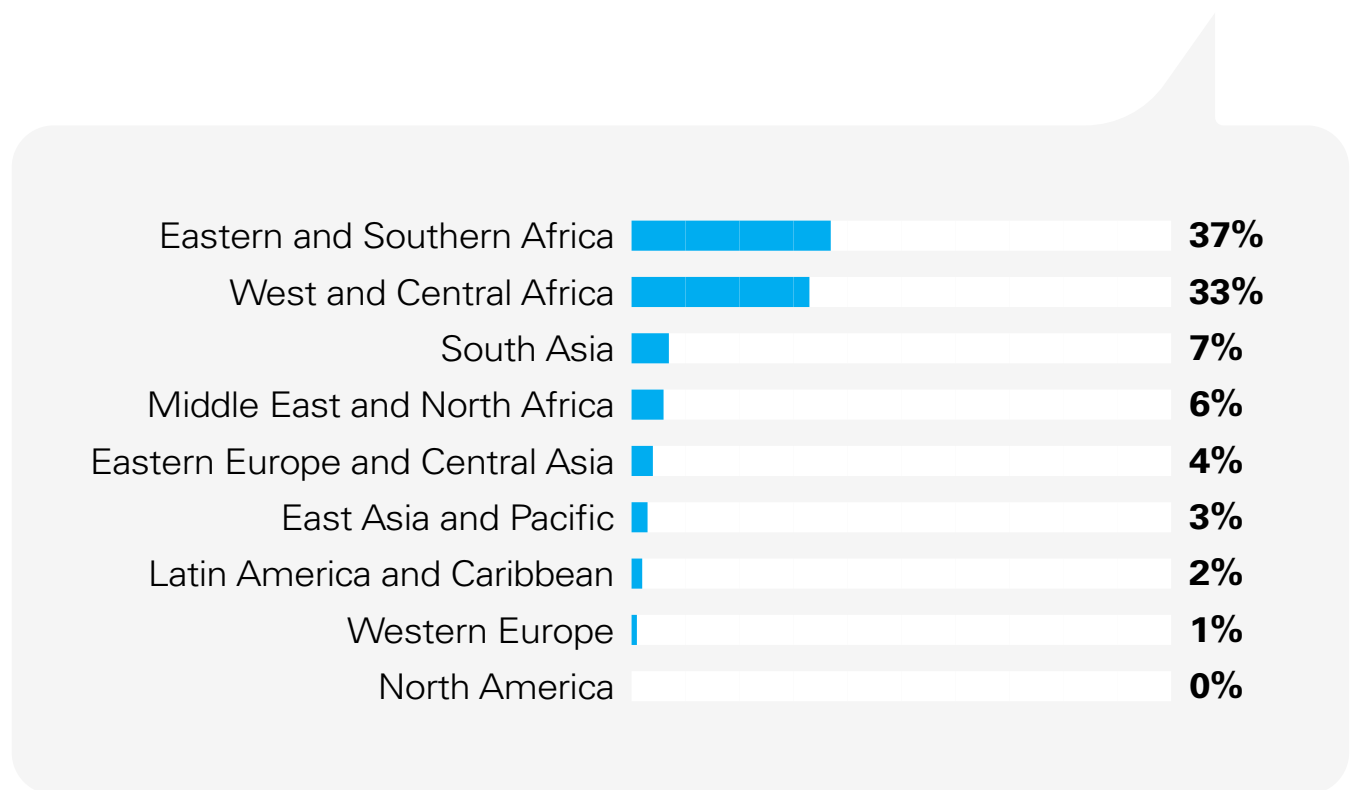 Eastern and Southern Africa 37%
West and Central Africa 33%
South Asia 7%
Middle East and North Africa 6%
Eastern Europe and Central Asia 4%
East Asia and Pacific 3%
Latin America and Caribbean 2%
Western Europe 1%
North America 0%